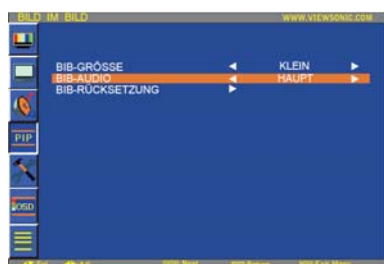 BILD IM BILD WWW.VIEWSONIC.COM
BIB-GRÖSSE KLEIN
BIB-AUDIO HAUPT
BIB-RÜCKSETZUNG
PIP
OSD